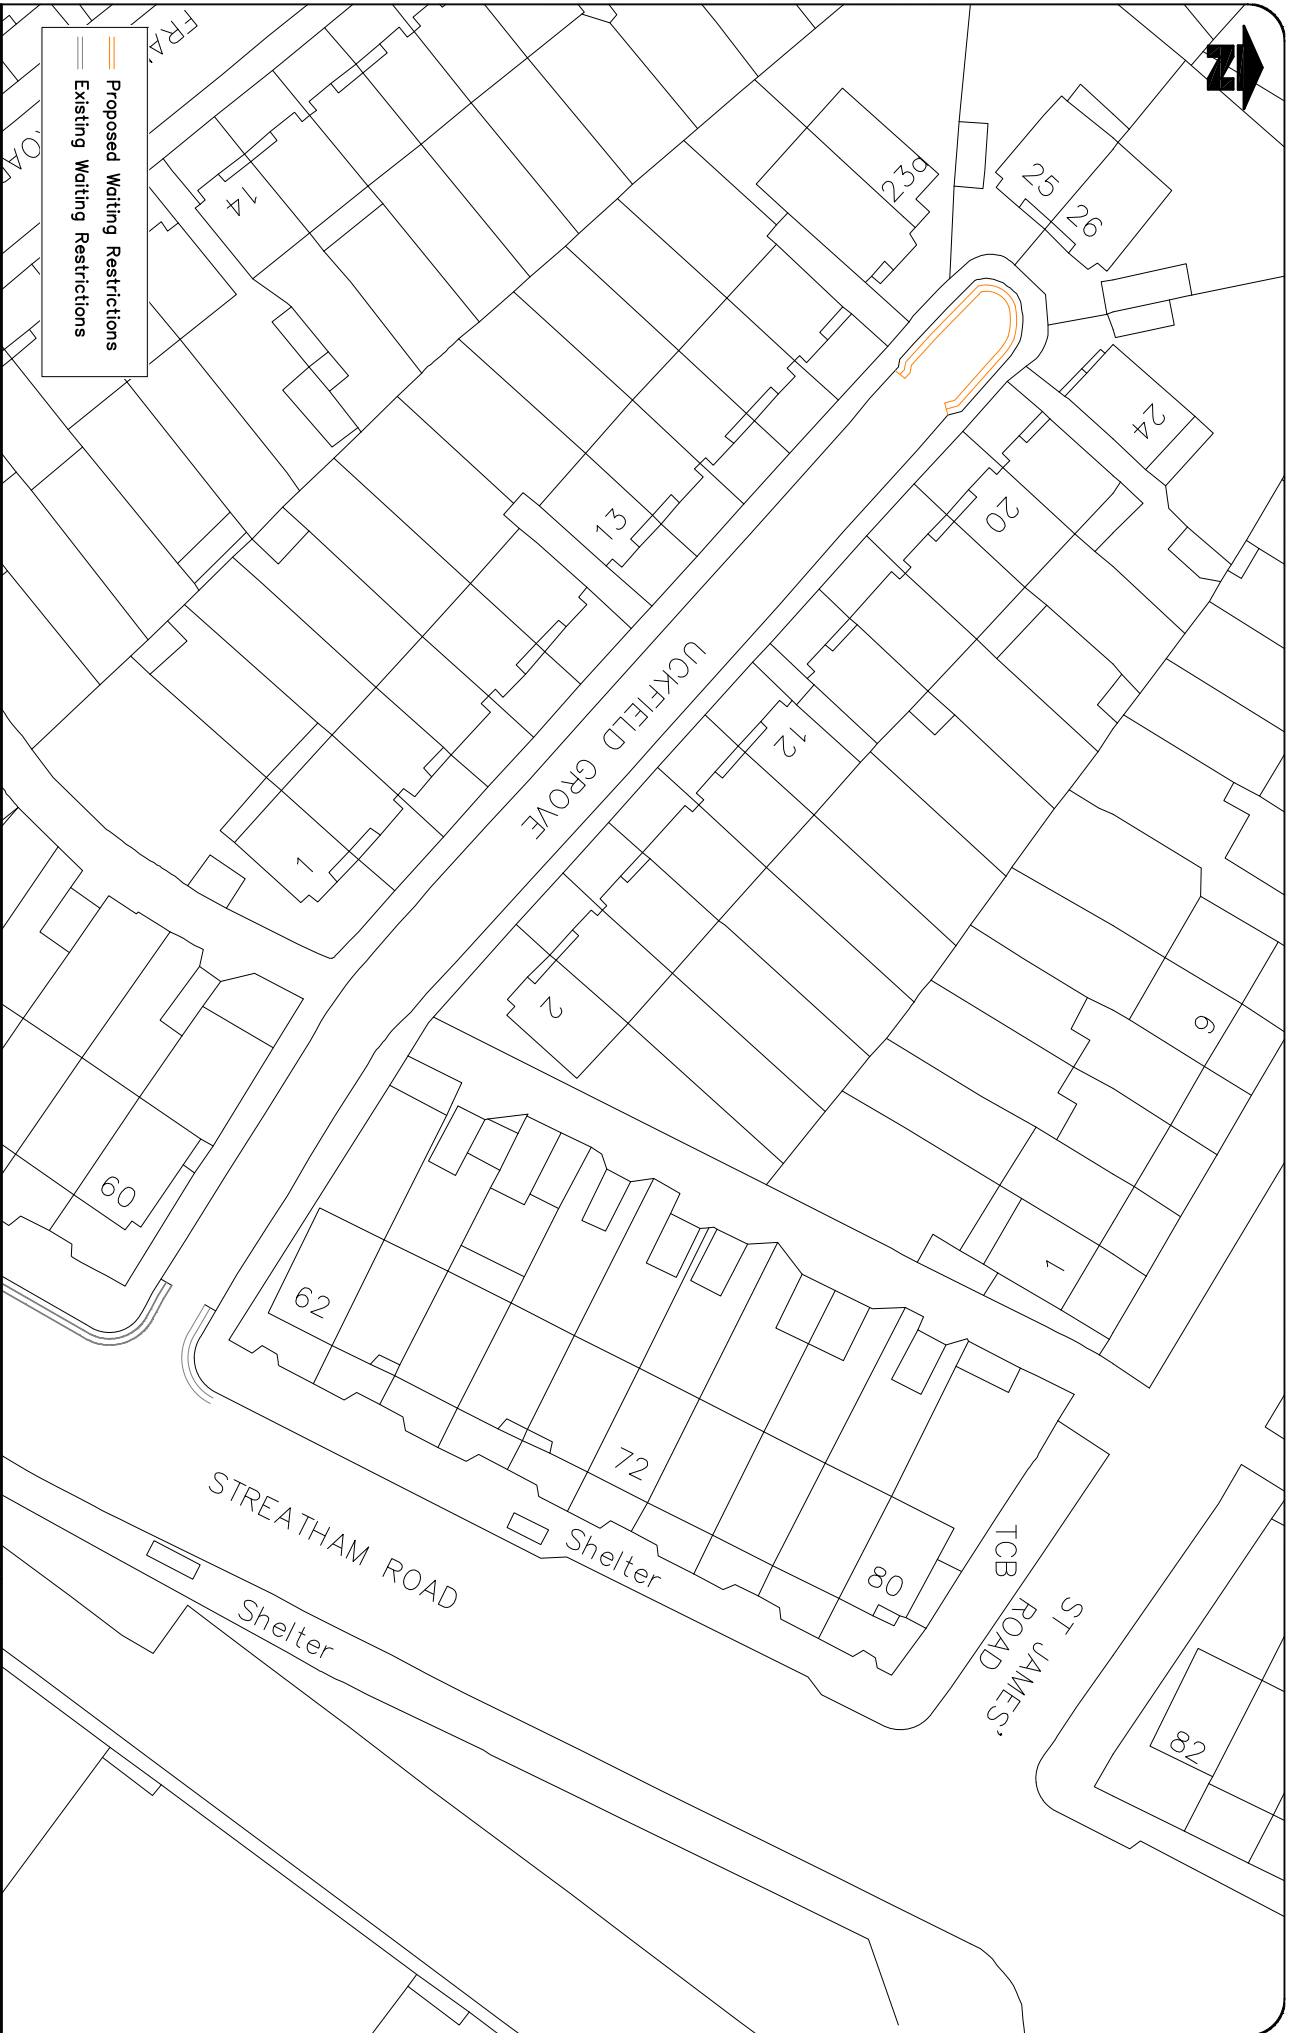 N
Proposed Waiting Restrictions
Existing Waiting Restrictions
14
23a
25
26
24
20
13
UCKFIELD GROVE
12
1
2
9
1
60
62
72
80
82
TCB
ST JAMES'
ROAD
Shelter
STREATHAM ROAD
Shelter